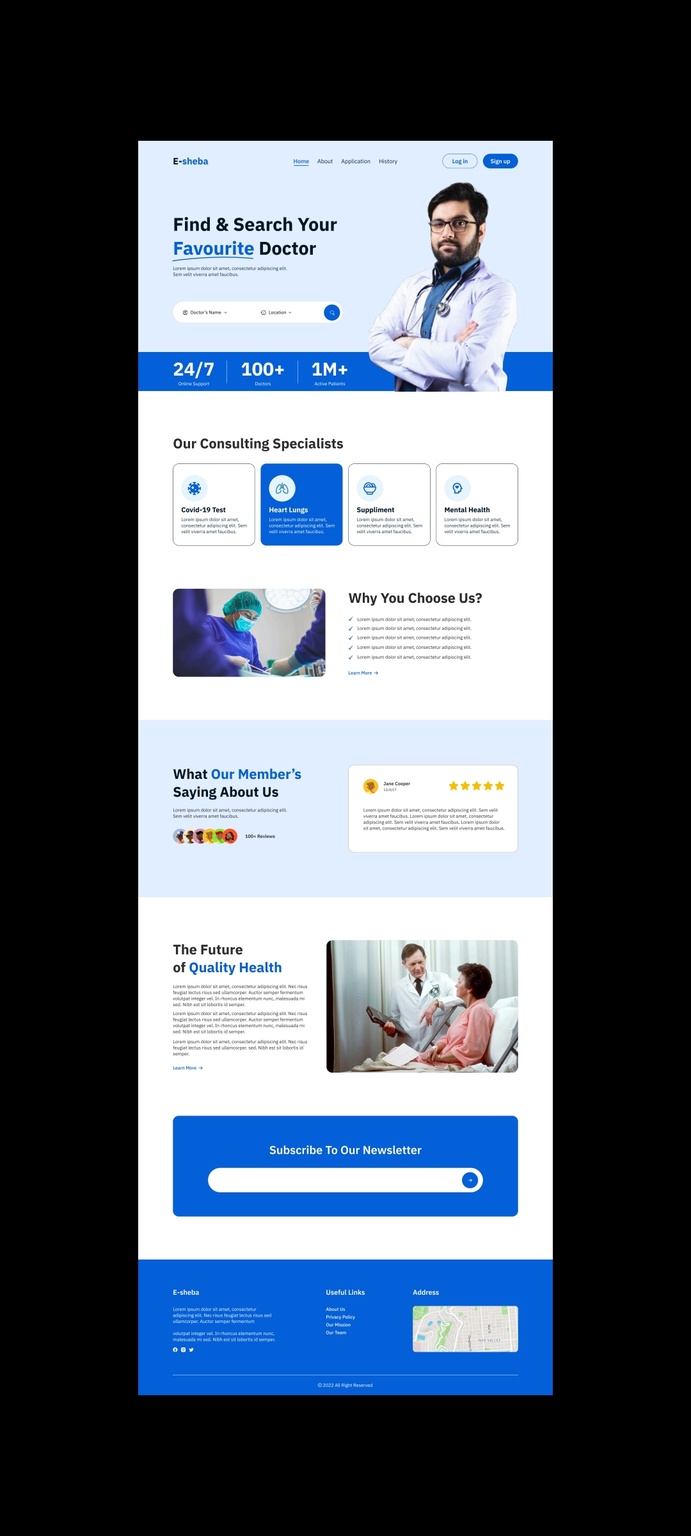 E-sheba
Home About Application History
Log in Sign up
Find & Search Your
Favourite Doctor
Lorem ipsum dolor sit amet, consectetur adipiscing elit.
Sem velit viverra amet faucibus.
Doctor's Name Location
24/7 100+ 1M+
Online Support Doctors Active Patients
Our Consulting Specialists
Covid-19 Test
Lorem ipsum dolor sit amet,
consectetur adipiscing elit. Sem
velit viverra amet faucibus.
Heart Lungs
Lorem ipsum dolor sit amet,
consectetur adipiscing elit. Sem
velit viverra amet faucibus.
Suppliment
Lorem ipsum dolor sit amet,
consectetur adipiscing elit. Sem
velit viverra amet faucibus.
Mental Health
Lorem ipsum dolor sit amet,
consectetur adipiscing elit. Sem
velit viverra amet faucibus.
Why You Choose Us?
Lorem ipsum dolor sit amet, consectetur adipiscing elit.
Lorem ipsum dolor sit amet, consectetur adipiscing elit.
Lorem ipsum dolor sit amet, consectetur adipiscing elit.
Lorem ipsum dolor sit amet, consectetur adipiscing elit.
Lorem ipsum dolor sit amet, consectetur adipiscing elit.
Learn More →
What Our Member's
Saying About Us
Lorem ipsum dolor sit amet, consectetur adipiscing elit.
Sem velit viverra amet faucibus.
100+ Reviews
Jane Cooper
Lorem ipsum dolor sit amet, consectetur adipiscing elit. Sem velit
viverra amet faucibus. Lorem ipsum dolor sit amet, consectetur
adipiscing elit. Sem velit viverra amet faucibus. Lorem ipsum dolor sit
amet, consectetur adipiscing elit. Sem velit viverra amet faucibus.
The Future
of Quality Health
Lorem ipsum dolor sit amet, consectetur adipiscing elit. Nec risus
feugiat lectus risus sed ullamcorper. Auctor semper fermentum
volutpat integer vel. In rhoncus elementum nunc, malesuada mi
sed. Nibh est sit lobortis id semper.
Lorem ipsum dolor sit amet, consectetur adipiscing elit. Nec risus
feugiat lectus risus sed ullamcorper. Auctor semper fermentum
volutpat integer vel. In rhoncus elementum nunc, malesuada mi
sed. Nibh est sit lobortis id semper.
Lorem ipsum dolor sit amet, consectetur adipiscing elit. Nec risus
feugiat lectus risus sed ullamcorper. sed. Nibh est sit lobortis id
semper.
Learn More →
Subscribe To Our Newsletter
E-sheba
Lorem ipsum dolor sit amet, consectetur
adipiscing elit. Nec risus feugiat lectus risus sed
ullamcorper. Auctor semper fermentum
volutpat integer vel. In rhoncus elementum nunc,
malesuada mi sed. Nibh est sit lobortis id semper.
Useful Links
About Us
Privacy Policy
Our Mission
Our Team
Address
© 2022 All Right Reserved